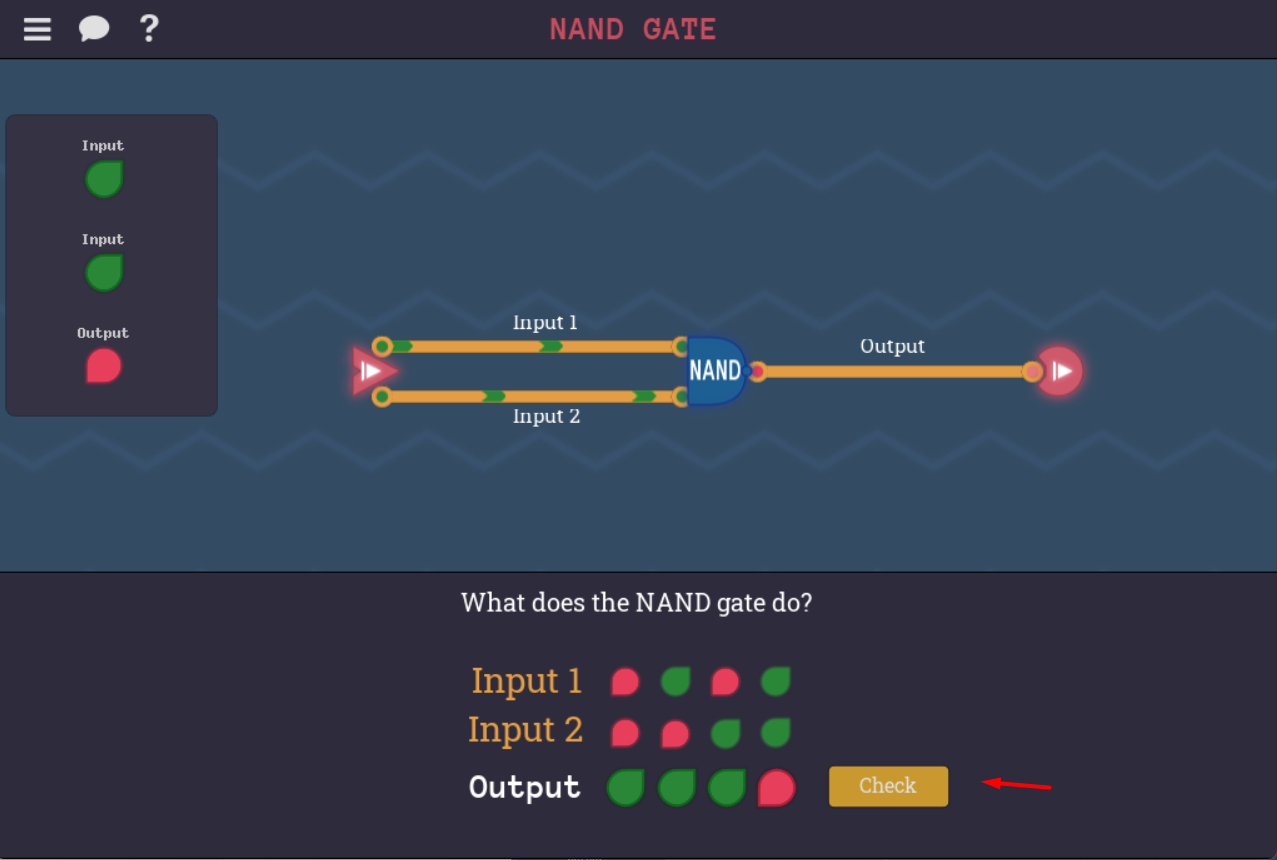 ?
NAND GATE
Input
Input
Output
Input 1
NAND
Output
Input 2
What does the NAND gate do?
Input 1
Input 2
Output
Check